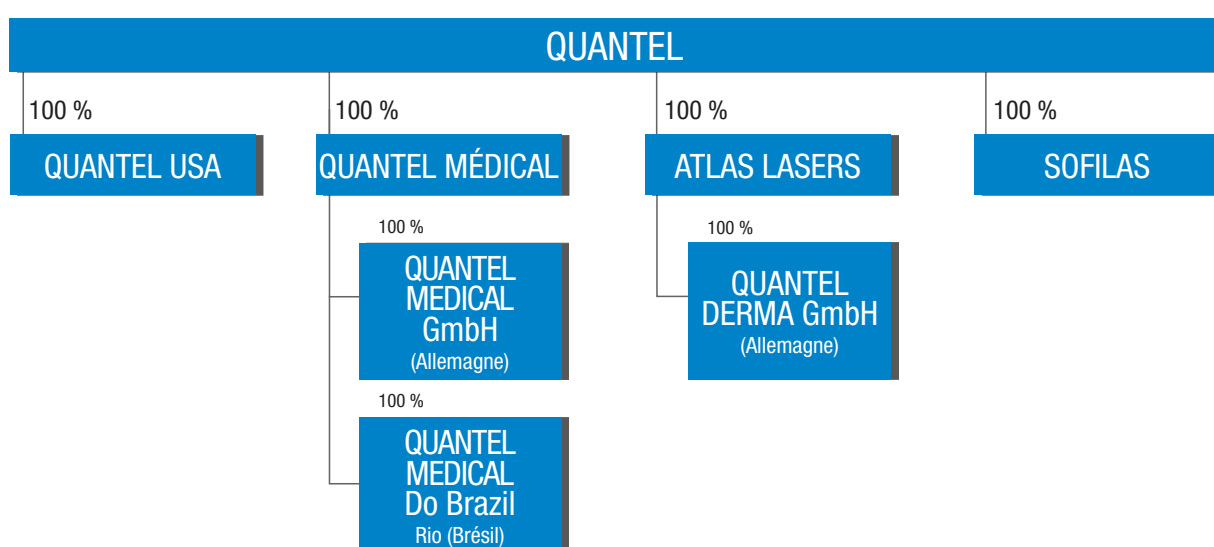 QUANTEL
100 %
100 %
100 %
100 %
QUANTEL USA
QUANTEL MÉDICAL
ATLAS LASERS
SOFILAS
100 %
100 %
QUANTEL
MEDICAL
GmbH
(Allemagne)
QUANTEL
DERMA GmbH
(Allemagne)
100 %
QUANTEL
MEDICAL
Do Brazil
Rio (Brésil)